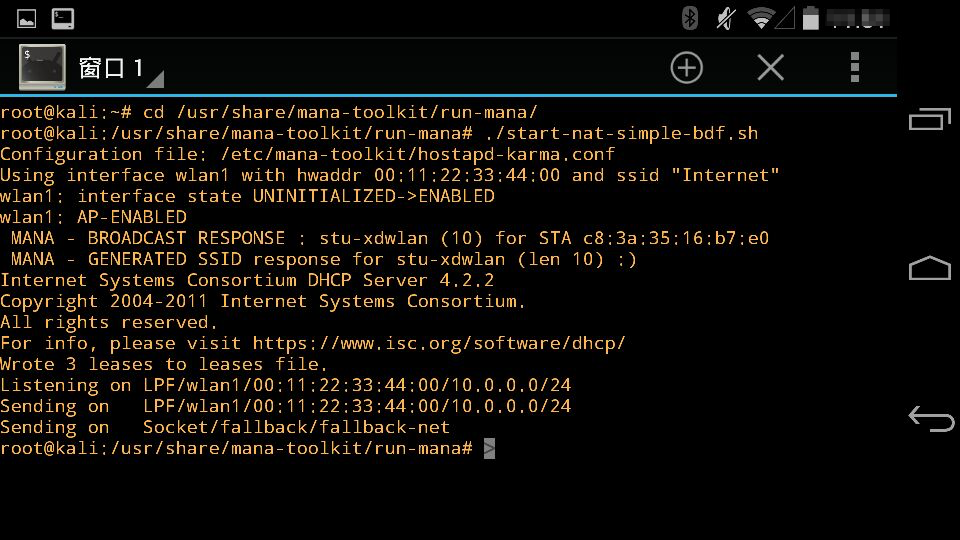 窗口 1
root@kali:~# cd /usr/share/mana-toolkit/run-mana/
root@kali:/usr/share/mana-toolkit/run-mana# ./start-nat-simple-bdf.sh
Configuration file: /etc/mana-toolkit/hostapd-karma.conf
Using interface wlan1 with hwaddr 00:11:22:33:44:00 and ssid "Internet"
wlan1: interface state UNINITIALIZED->ENABLED
wlan1: AP-ENABLED
MANA - BROADCAST RESPONSE : stu-xdwlan (10) for STA c8:3a:35:16:b7:e0
MANA - GENERATED SSID response for stu-xdwlan (len 10) :)
Internet Systems Consortium DHCP Server 4.2.2
Copyright 2004-2011 Internet Systems Consortium.
All rights reserved.
For info, please visit https://www.isc.org/software/dhcp/
Wrote 3 leases to leases file.
Listening on LPF/wlan1/00:11:22:33:44:00/10.0.0.0/24
Sending on   LPF/wlan1/00:11:22:33:44:00/10.0.0.0/24
Sending on   Socket/fallback/fallback-net
root@kali:/usr/share/mana-toolkit/run-mana# >